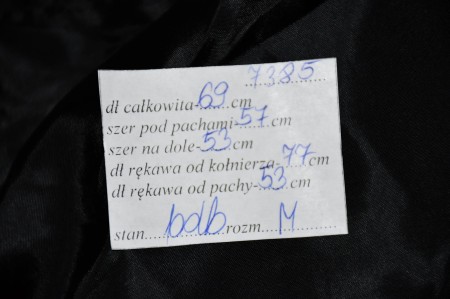 7385
dł całkowita-69 cm
szer pod pachami-57 cm
szer na dole-53 cm
dł rękawa od kołnierza-77 cm
dł rękawa od pachy-53 cm
stan bdb rozm M